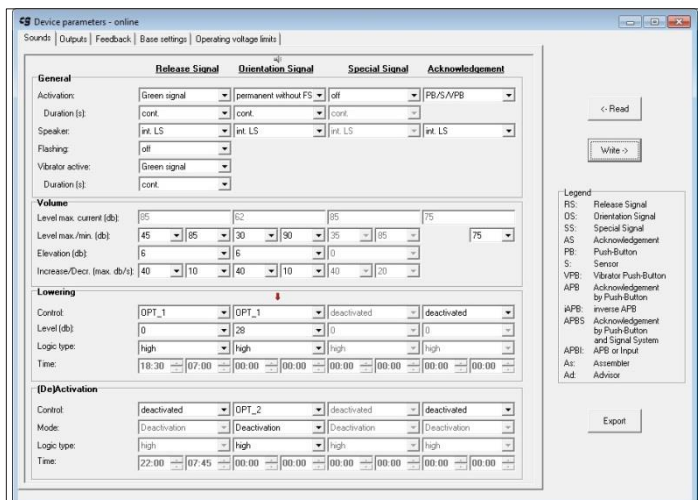 Device parameters - online
Sounds Outputs Feedback Base settings Operating voltage limits
Release Signal Orientation Signal Special Signal Acknowledgement
General
Activation: Green signal permanent without FS off PB/S/VPB
Duration (s): cont. cont. cont.
Speaker: int. LS int. LS int. LS int. LS
Flashing: off
Vibrator active: Green signal
Duration (s): cont.
Volume
Level max. current (db): 85 62 85 75
Level max./min. (db): 45 85 30 90 35 85 75
Elevation (db): 6 6 0
Increase/Decr. (max. db/s): 40 10 40 10 40 20
Lowering
Control: OPT_1 OPT_1 deactivated deactivated
Level (db): 0 28 0 0
Logic type: high high high high
Time: 18:30 07:00 00:00 00:00 00:00 00:00 00:00 00:00
(De)Activation
Control: deactivated OPT_2 deactivated deactivated
Mode: Deactivation Deactivation Deactivation Deactivation
Logic type: high high high high
Time: 22:00 07:45 00:00 00:00 00:00 00:00 00:00 00:00
<- Read
Write ->
Legend
RS: Release Signal
OS: Orientation Signal
SS: Special Signal
AS Acknowledgement
PB: Push-Button
S: Sensor
VPB: Vibrator Push-Button
APB Acknowledgement
by Push-Button
iAPB: inverse APB
APBS Acknowledgement
by Push-Button
and Signal System
APBI: APB or Input
As: Assembler
Ad: Advisor
Export